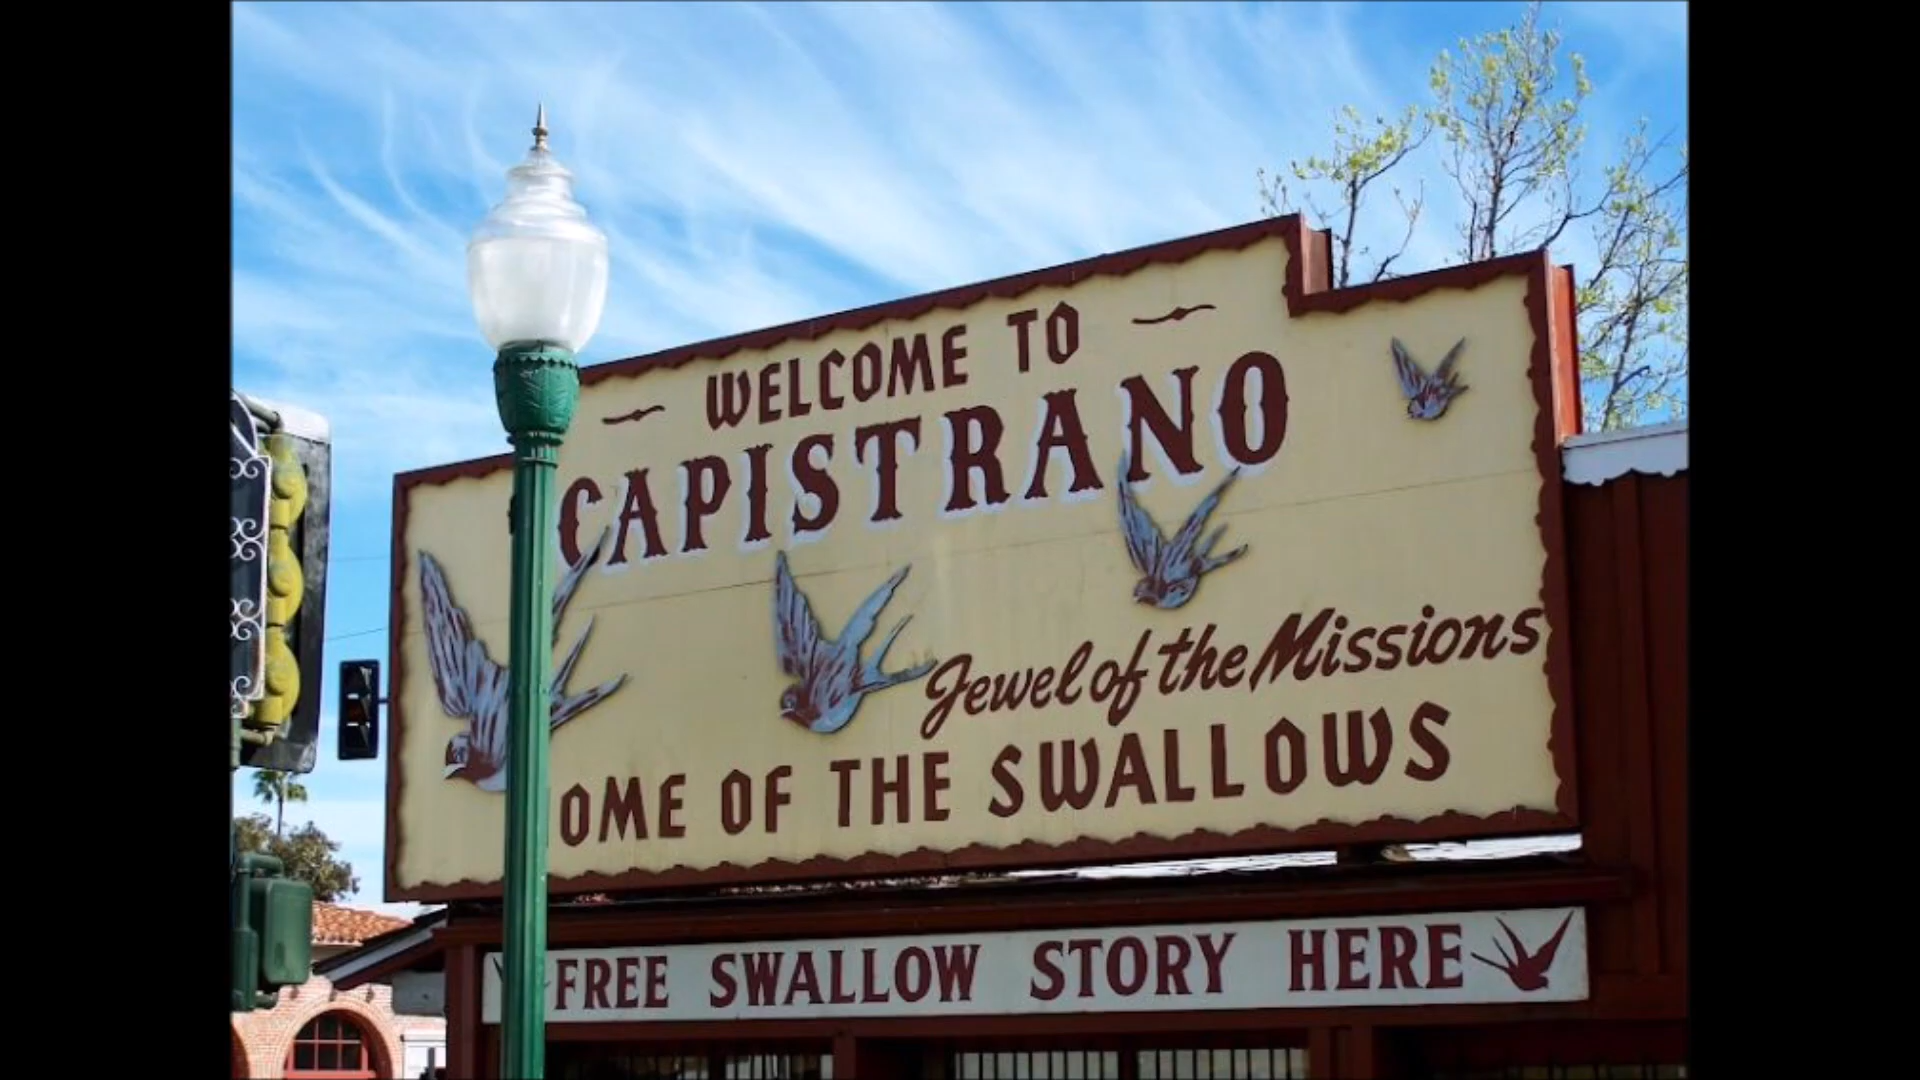 WELCOME TO
CAPISTRANO
Jewel of the Missions
OME OF THE SWALLOWS
FREE SWALLOW STORY HERE